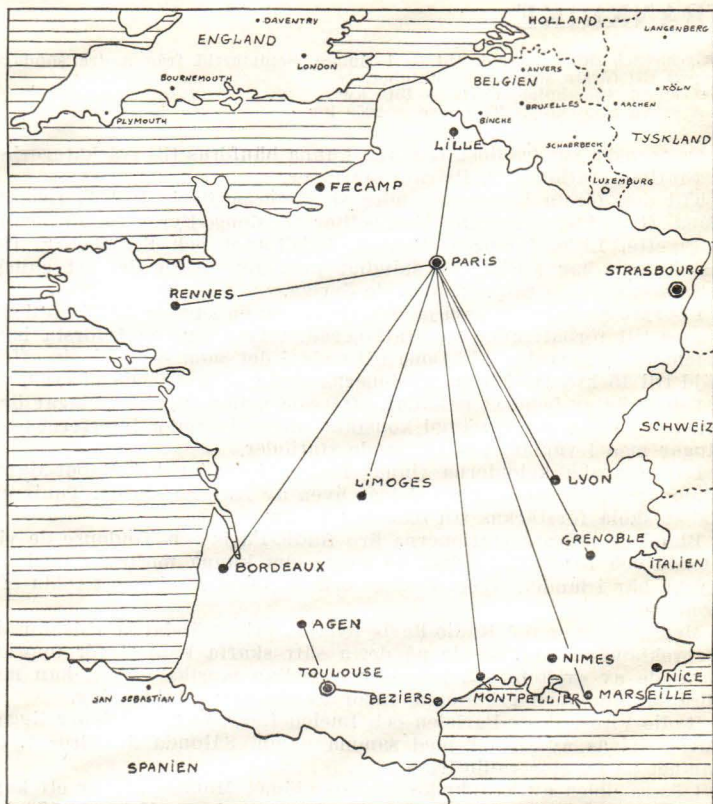 DAVENTRY
HOLLAND
LANGENBERG
ENGLAND
LONDON
ANVERS
BELGIEN
KÖLN
BOURNEMOUTH
BRUXELLES
AACHEN
PLYMOUTH
BINCHE
LILLE
SCHAERBECK
TYSKLAND
FECAMP
LUXEMBOURG
PARIS
STRASBOURG
RENNES
SCHWEIZ
LIMOGES
LYON
GRENOBLE
BORDEAUX
ITALIEN
AGEN
NIMES
TOULOUSE
NICE
SAN SEBASTIAN
BEZIERS
MONTPELLIER
MARSEILLE
SPANIEN